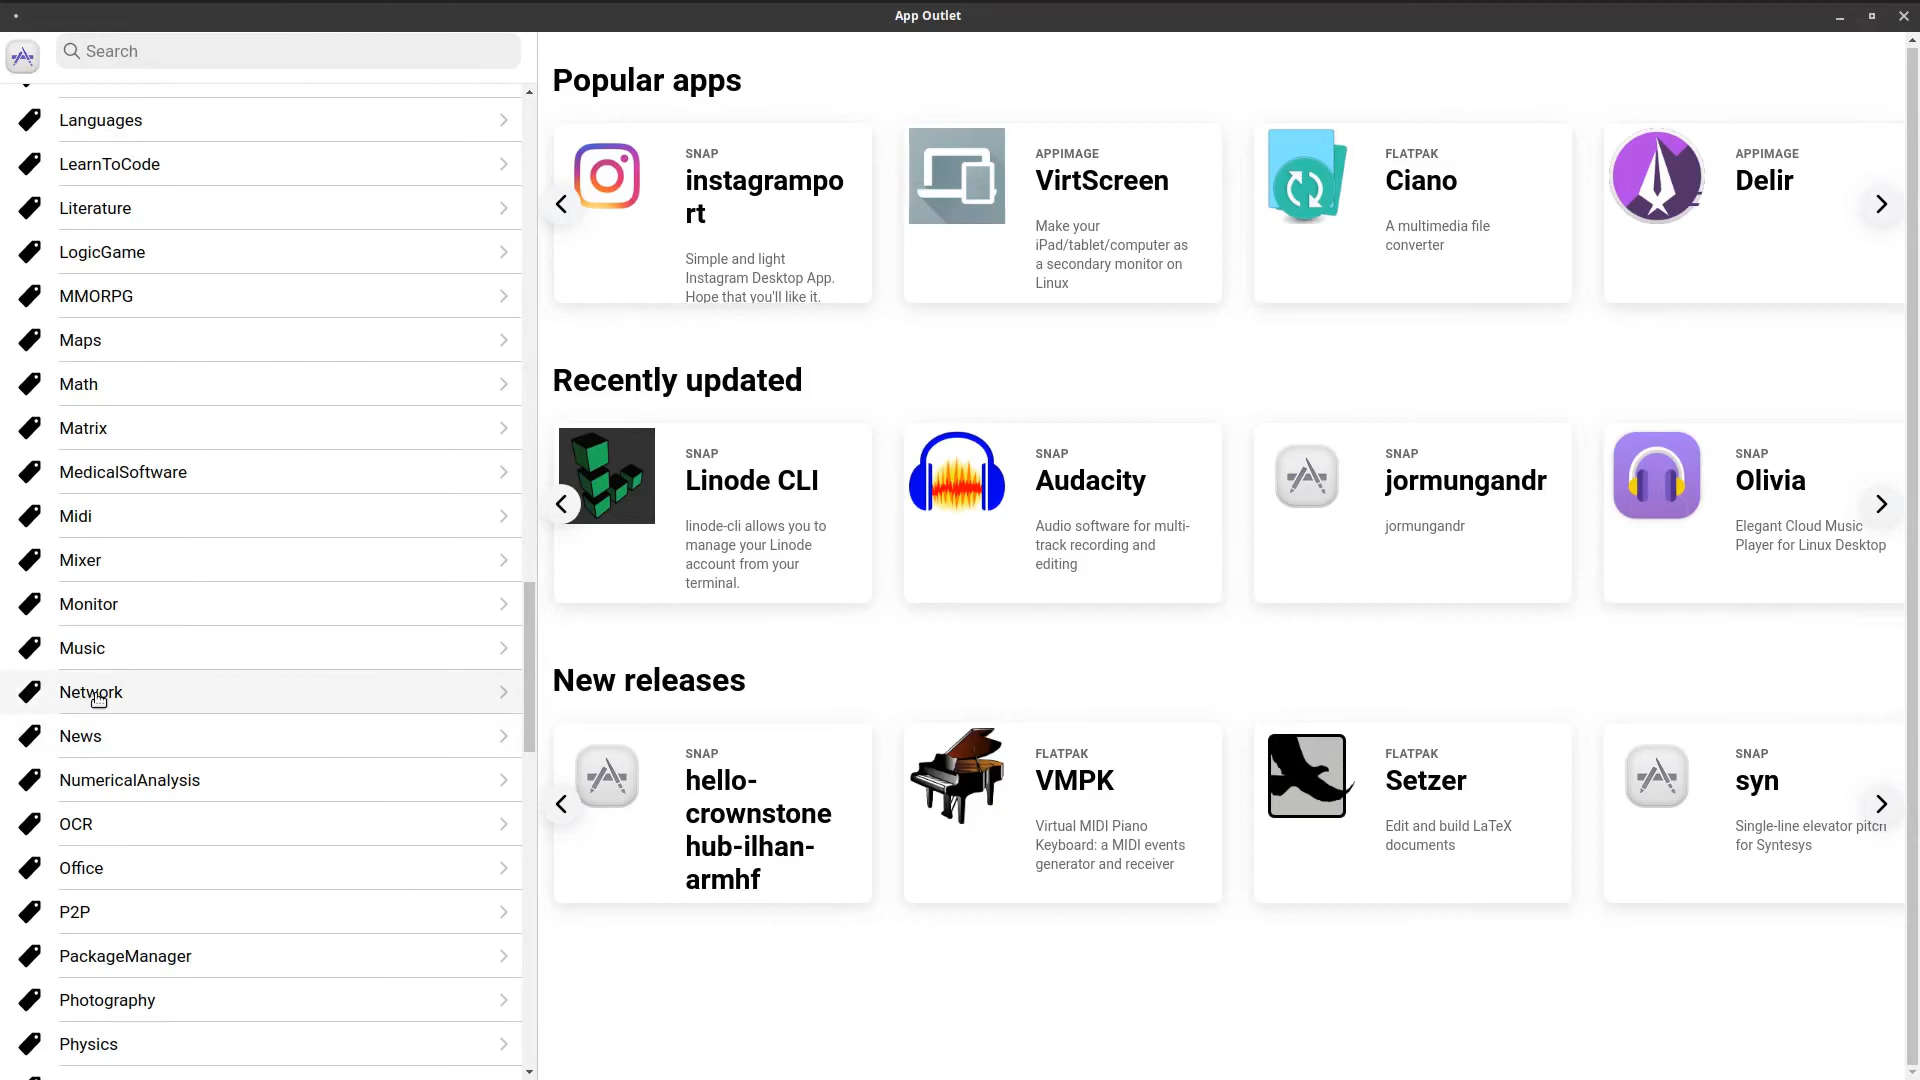 App Outlet
Search
Languages
LearnToCode
Literature
LogicGame
MMORPG
Maps
Math
Matrix
MedicalSoftware
Midi
Mixer
Monitor
Music
Network
News
NumericalAnalysis
OCR
Office
P2P
PackageManager
Photography
Physics
Popular apps
SNAP
instagrampo
rt
Simple and light
Instagram Desktop App.
Hope that you'll like it.
APPIMAGE
VirtScreen
Make your
iPad/tablet/computer as
a secondary monitor on
Linux
FLATPAK
Ciano
A multimedia file
converter
APPIMAGE
Delir
Recently updated
SNAP
Linode CLI
linode-cli allows you to
manage your Linode
account from your
terminal.
SNAP
Audacity
Audio software for multi-
track recording and
editing
SNAP
jormungandr
jormungandr
SNAP
Olivia
Elegant Cloud Music
Player for Linux Desktop
New releases
SNAP
hello-
crownstone
hub-ilhan-
armhf
FLATPAK
VMPK
Virtual MIDI Piano
Keyboard: a MIDI events
generator and receiver
FLATPAK
Setzer
Edit and build LaTeX
documents
SNAP
syn
Single-line elevator pitch
for Syntesys